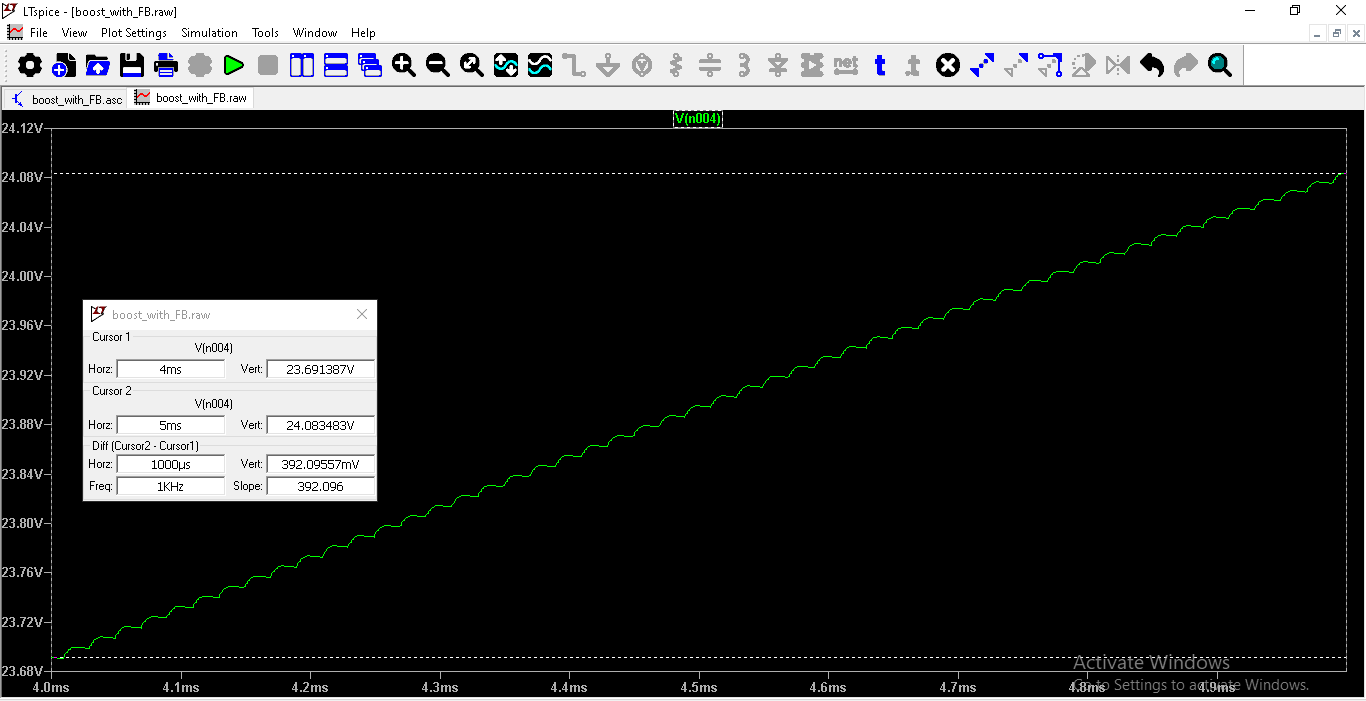 LTspice - [boost_with_FB.raw]
File View Plot Settings Simulation Tools Window Help
net t t
boost_with_FB.asc boost_with_FB.raw
V(n004)
24.12V
24.08V
24.04V
24.00V
23.96V
23.92V
23.88V
23.84V
23.80V
23.76V
23.72V
23.68V
boost_with_FB.raw
Cursor 1
V(n004)
Horz: 4ms Vert: 23.691387V
Cursor 2
V(n004)
Horz: 5ms Vert: 24.083483V
Diff (Cursor2 - Cursor1)
Horz: 1000µs Vert: 392.09557mV
Freq: 1KHz Slope: 392.096
4.0ms 4.1ms 4.2ms 4.3ms 4.4ms 4.5ms 4.6ms 4.7ms 4.8ms 4.9ms
Activate Windows
Go to Settings to activate Windows.